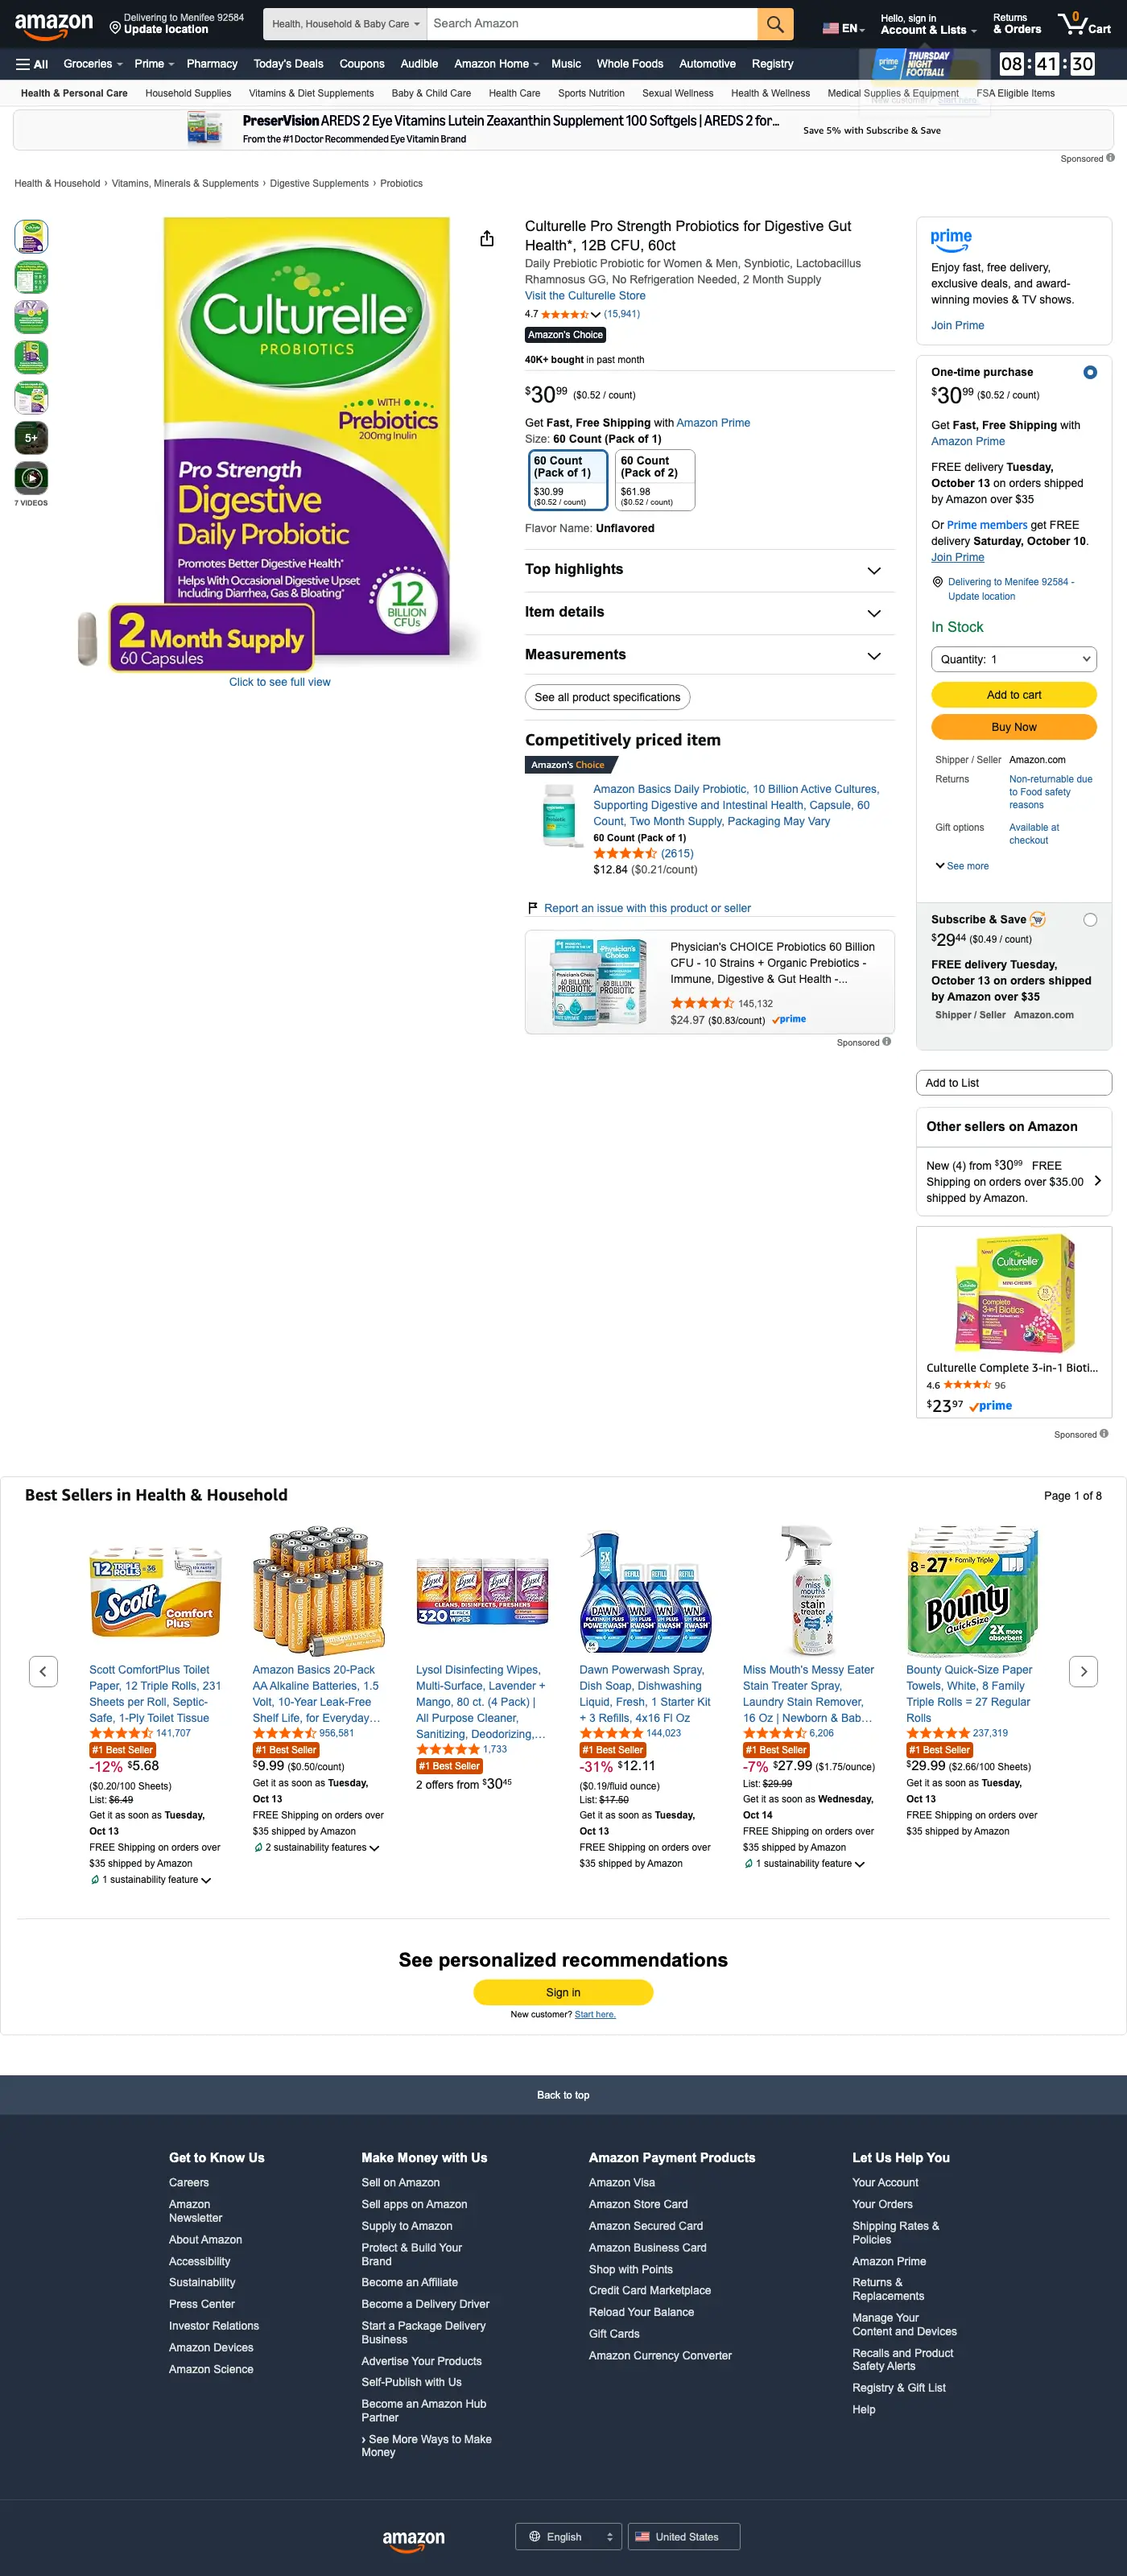 amazon
Delivering to Menifee 92584
Update location
Health, Household & Baby Care
Search Amazon
EN
Hello, sign in
Account & Lists
Returns
& Orders
0
Cart
All
Groceries
Prime
Pharmacy
Today's Deals
Coupons
Audible
Amazon Home
Music
Whole Foods
Automotive
Registry
prime THURSDAY NIGHT FOOTBALL
08 : 41 : 30
New customer? Start here.
Health & Personal Care
Household Supplies
Vitamins & Diet Supplements
Baby & Child Care
Health Care
Sports Nutrition
Sexual Wellness
Health & Wellness
Medical Supplies & Equipment
FSA Eligible Items
PreserVision AREDS 2 Eye Vitamins Lutein Zeaxanthin Supplement 100 Softgels | AREDS 2 for...
From the #1 Doctor Recommended Eye Vitamin Brand
Save 5% with Subscribe & Save
Sponsored
Health & Household › Vitamins, Minerals & Supplements › Digestive Supplements › Probiotics
5+
7 VIDEOS
Culturelle
PROBIOTICS
WITH
Prebiotics
200mg Inulin
Pro Strength
Digestive
Daily Probiotic
Promotes Better Digestive Health*
Helps With Occasional Digestive Upset
Including Diarrhea, Gas & Bloating*
12
BILLION
CFUs
2 Month Supply
60 Capsules
Click to see full view
Culturelle Pro Strength Probiotics for Digestive Gut
Health*, 12B CFU, 60ct
Daily Prebiotic Probiotic for Women & Men, Synbiotic, Lactobacillus
Rhamnosus GG, No Refrigeration Needed, 2 Month Supply
Visit the Culturelle Store
4.7 (15,941)
Amazon's Choice
40K+ bought in past month
$30.99 ($0.52 / count)
Get Fast, Free Shipping with Amazon Prime
Size: 60 Count (Pack of 1)
60 Count
(Pack of 1)
$30.99
($0.52 / count)
60 Count
(Pack of 2)
$61.98
($0.52 / count)
Flavor Name: Unflavored
Top highlights
Item details
Measurements
See all product specifications
Competitively priced item
Amazon's Choice
Amazon Basics Daily Probiotic, 10 Billion Active Cultures,
Supporting Digestive and Intestinal Health, Capsule, 60
Count, Two Month Supply, Packaging May Vary
60 Count (Pack of 1)
(2615)
$12.84 ($0.21/count)
Report an issue with this product or seller
Physician's CHOICE
60 BILLION
PROBIOTIC
Physician's CHOICE Probiotics 60 Billion
CFU - 10 Strains + Organic Prebiotics -
Immune, Digestive & Gut Health -...
145,132
$24.97 ($0.83/count) prime
Sponsored
prime
Enjoy fast, free delivery,
exclusive deals, and award-
winning movies & TV shows.
Join Prime
One-time purchase
$30.99 ($0.52 / count)
Get Fast, Free Shipping with
Amazon Prime
FREE delivery Tuesday,
October 13 on orders shipped
by Amazon over $35
Or Prime members get FREE
delivery Saturday, October 10.
Join Prime
Delivering to Menifee 92584 -
Update location
In Stock
Quantity: 1
Add to cart
Buy Now
Shipper / Seller Amazon.com
Returns
Non-returnable due
to Food safety
reasons
Gift options
Available at
checkout
See more
Subscribe & Save
$29.44 ($0.49 / count)
FREE delivery Tuesday,
October 13 on orders shipped
by Amazon over $35
Shipper / Seller Amazon.com
Add to List
Other sellers on Amazon
New (4) from $30.99 FREE
Shipping on orders over $35.00
shipped by Amazon.
Culturelle
MINI-CHEWS
Complete
3-in-1 Biotics
Culturelle Complete 3-in-1 Bioti...
4.6 96
$23.97 prime
Sponsored
Best Sellers in Health & Household
Page 1 of 8
Scott ComfortPlus Toilet
Paper, 12 Triple Rolls, 231
Sheets per Roll, Septic-
Safe, 1-Ply Toilet Tissue
141,707
#1 Best Seller
-12% $5.68
($0.20/100 Sheets)
List: $6.49
Get it as soon as Tuesday,
Oct 13
FREE Shipping on orders over
$35 shipped by Amazon
1 sustainability feature
Amazon Basics 20-Pack
AA Alkaline Batteries, 1.5
Volt, 10-Year Leak-Free
Shelf Life, for Everyday...
956,581
#1 Best Seller
$9.99 ($0.50/count)
Get it as soon as Tuesday,
Oct 13
FREE Shipping on orders over
$35 shipped by Amazon
2 sustainability features
Lysol Disinfecting Wipes,
Multi-Surface, Lavender +
Mango, 80 ct. (4 Pack) |
All Purpose Cleaner,
Sanitizing, Deodorizing,...
1,733
#1 Best Seller
2 offers from $30.45
Dawn Powerwash Spray,
Dish Soap, Dishwashing
Liquid, Fresh, 1 Starter Kit
+ 3 Refills, 4x16 Fl Oz
144,023
#1 Best Seller
-31% $12.11
($0.19/fluid ounce)
List: $17.50
Get it as soon as Tuesday,
Oct 13
FREE Shipping on orders over
$35 shipped by Amazon
Miss Mouth's Messy Eater
Stain Treater Spray,
Laundry Stain Remover,
16 Oz | Newborn & Bab...
6,206
#1 Best Seller
-7% $27.99 ($1.75/ounce)
List: $29.99
Get it as soon as Wednesday,
Oct 14
FREE Shipping on orders over
$35 shipped by Amazon
1 sustainability feature
Bounty Quick-Size Paper
Towels, White, 8 Family
Triple Rolls = 27 Regular
Rolls
237,319
#1 Best Seller
$29.99 ($2.66/100 Sheets)
Get it as soon as Tuesday,
Oct 13
FREE Shipping on orders over
$35 shipped by Amazon
See personalized recommendations
Sign in
New customer? Start here.
Back to top
Get to Know Us
Careers
Amazon
Newsletter
About Amazon
Accessibility
Sustainability
Press Center
Investor Relations
Amazon Devices
Amazon Science
Make Money with Us
Sell on Amazon
Sell apps on Amazon
Supply to Amazon
Protect & Build Your
Brand
Become an Affiliate
Become a Delivery Driver
Start a Package Delivery
Business
Advertise Your Products
Self-Publish with Us
Become an Amazon Hub
Partner
› See More Ways to Make
Money
Amazon Payment Products
Amazon Visa
Amazon Store Card
Amazon Secured Card
Amazon Business Card
Shop with Points
Credit Card Marketplace
Reload Your Balance
Gift Cards
Amazon Currency Converter
Let Us Help You
Your Account
Your Orders
Shipping Rates &
Policies
Amazon Prime
Returns &
Replacements
Manage Your
Content and Devices
Recalls and Product
Safety Alerts
Registry & Gift List
Help
amazon
English
United States